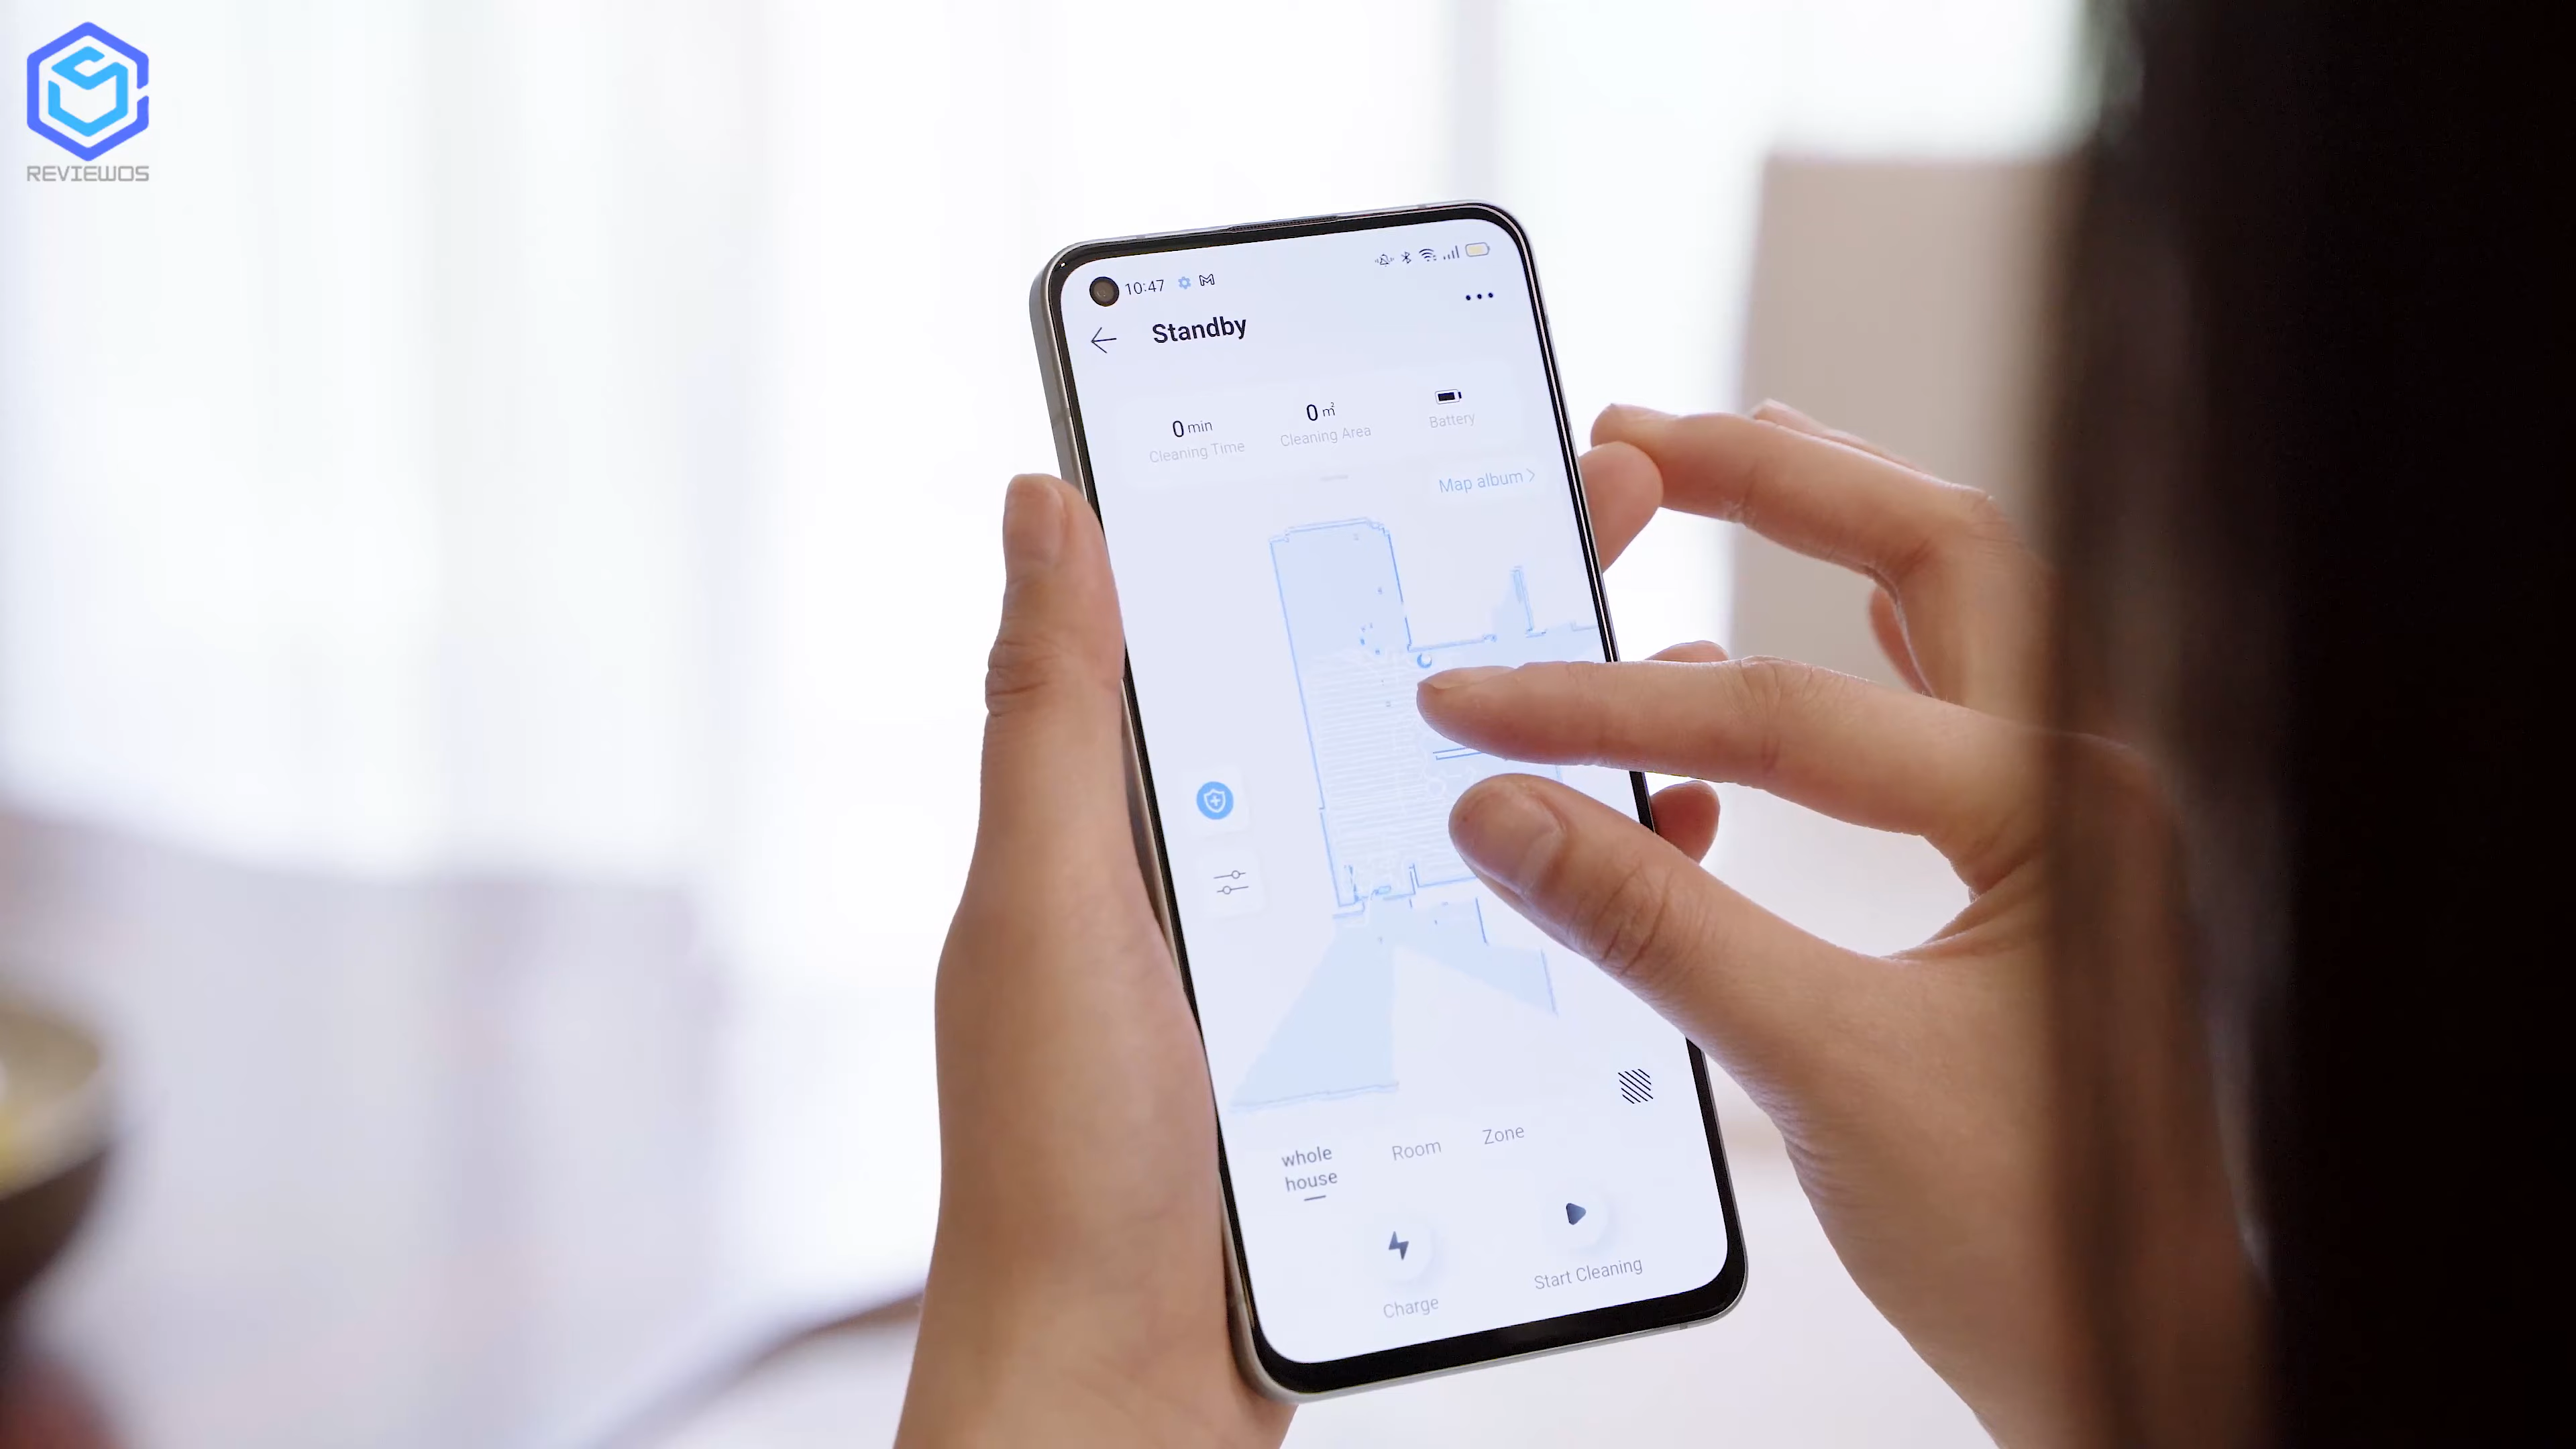 REVIEWOS
10:47
Standby
0 min
Cleaning Time
0 m²
Cleaning Area
Battery
Map album
whole
house
Room
Zone
Charge
Start Cleaning